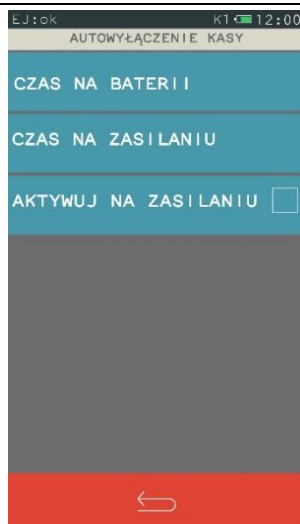 EJ:ok K1 12:00
AUTOWYŁĄCZENIE KASY
CZAS NA BATERII
CZAS NA ZASILANIU
AKTYWUJ NA ZASILANIU